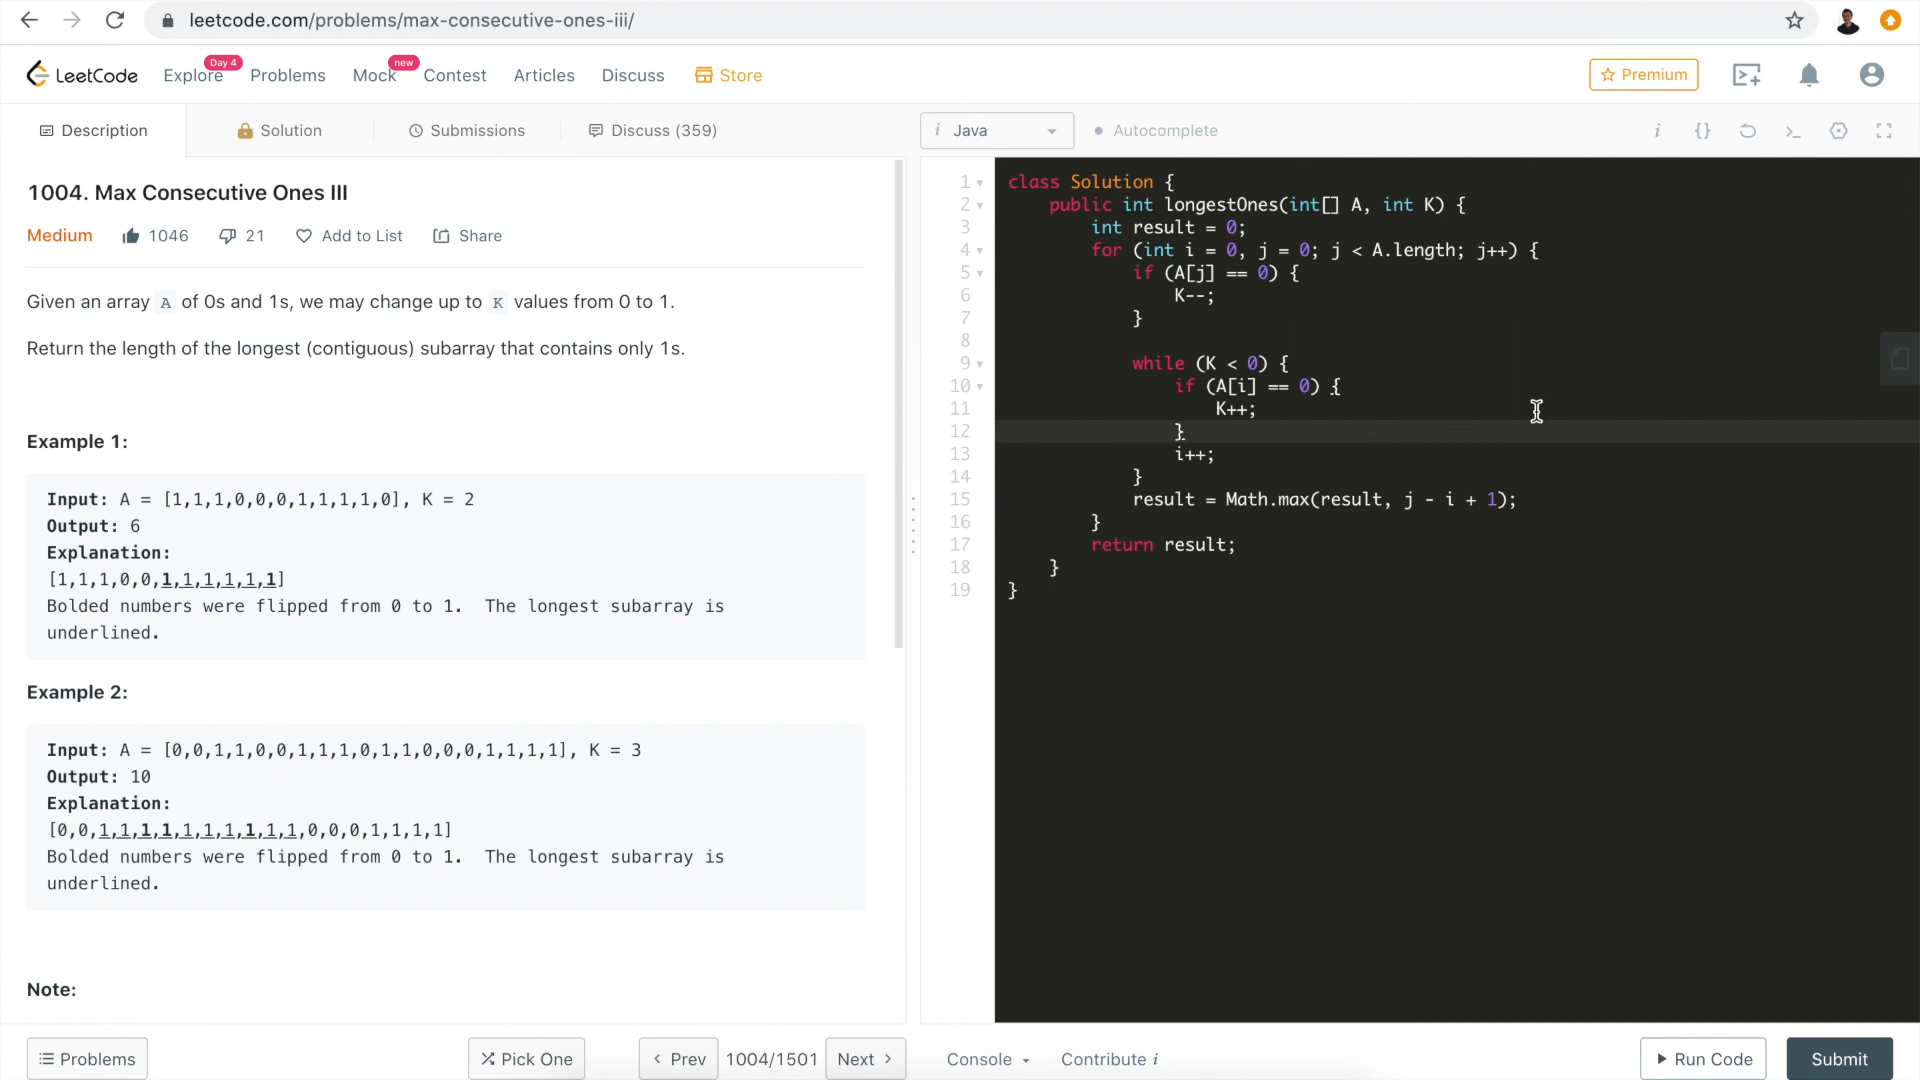 leetcode.com/problems/max-consecutive-ones-iii/
LeetCode Explore Day 4 Problems Mock new Contest Articles Discuss Store Premium
Description Solution Submissions Discuss (359)
1004. Max Consecutive Ones III
Medium 1046 21 Add to List Share
Given an array A of 0s and 1s, we may change up to K values from 0 to 1.
Return the length of the longest (contiguous) subarray that contains only 1s.
Example 1:
Input: A = [1,1,1,0,0,0,1,1,1,1,0], K = 2
Output: 6
Explanation:
[1,1,1,0,0,1,1,1,1,1,1]
Bolded numbers were flipped from 0 to 1. The longest subarray is
underlined.
Example 2:
Input: A = [0,0,1,1,0,0,1,1,1,0,1,1,0,0,0,1,1,1,1], K = 3
Output: 10
Explanation:
[0,0,1,1,1,1,1,1,1,1,1,1,0,0,0,1,1,1,1]
Bolded numbers were flipped from 0 to 1. The longest subarray is
underlined.
Note:
i Java Autocomplete i {}
1 class Solution {
2 public int longestOnes(int[] A, int K) {
3 int result = 0;
4 for (int i = 0, j = 0; j < A.length; j++) {
5 if (A[j] == 0) {
6 K--;
7 }
8
9 while (K < 0) {
10 if (A[i] == 0) {
11 K++;
12 }
13 i++;
14 }
15 result = Math.max(result, j - i + 1);
16 }
17 return result;
18 }
19 }
Problems Pick One < Prev 1004/1501 Next > Console Contribute i Run Code Submit